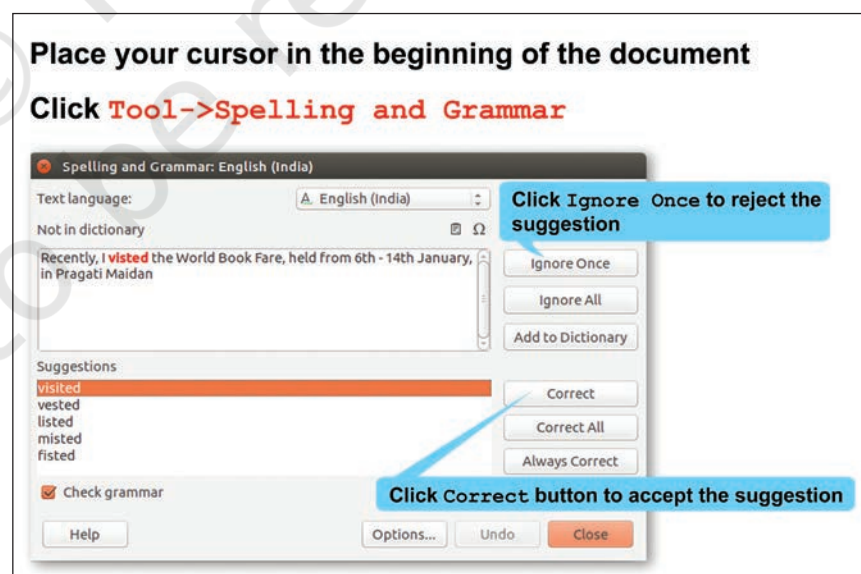 Place your cursor in the beginning of the document
Click Tool->Spelling and Grammar
Spelling and Grammar: English (India)
Text language:
English (India)
Click Ignore Once to reject the
suggestion
Not in dictionary
Recently, I visted the World Book Fare, held from 6th - 14th January,
in Pragati Maidan
Ignore Once
Ignore All
Add to Dictionary
Suggestions
visited
vested
listed
misted
fisted
Correct
Correct All
Always Correct
Check grammar
Click Correct button to accept the suggestion
Help
Options...
Undo
Close
to be re